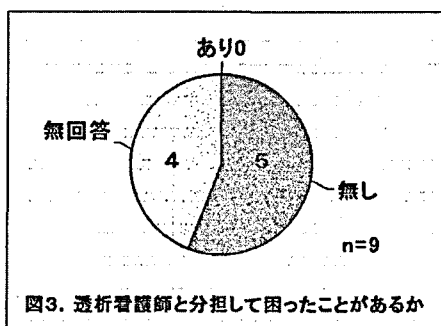 あり0
無回答
4
5
無し
n=9
図3. 透析看護師と分担して困ったことがあるか